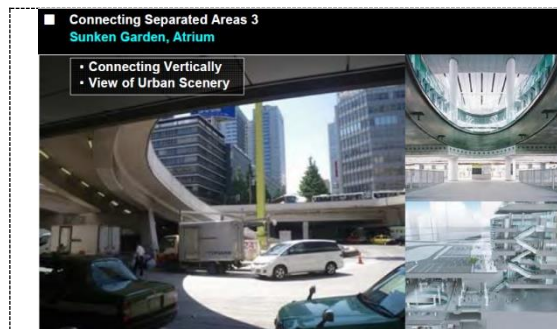 ■ Connecting Separated Areas 3
Sunken Garden, Atrium
• Connecting Vertically
• View of Urban Scenery